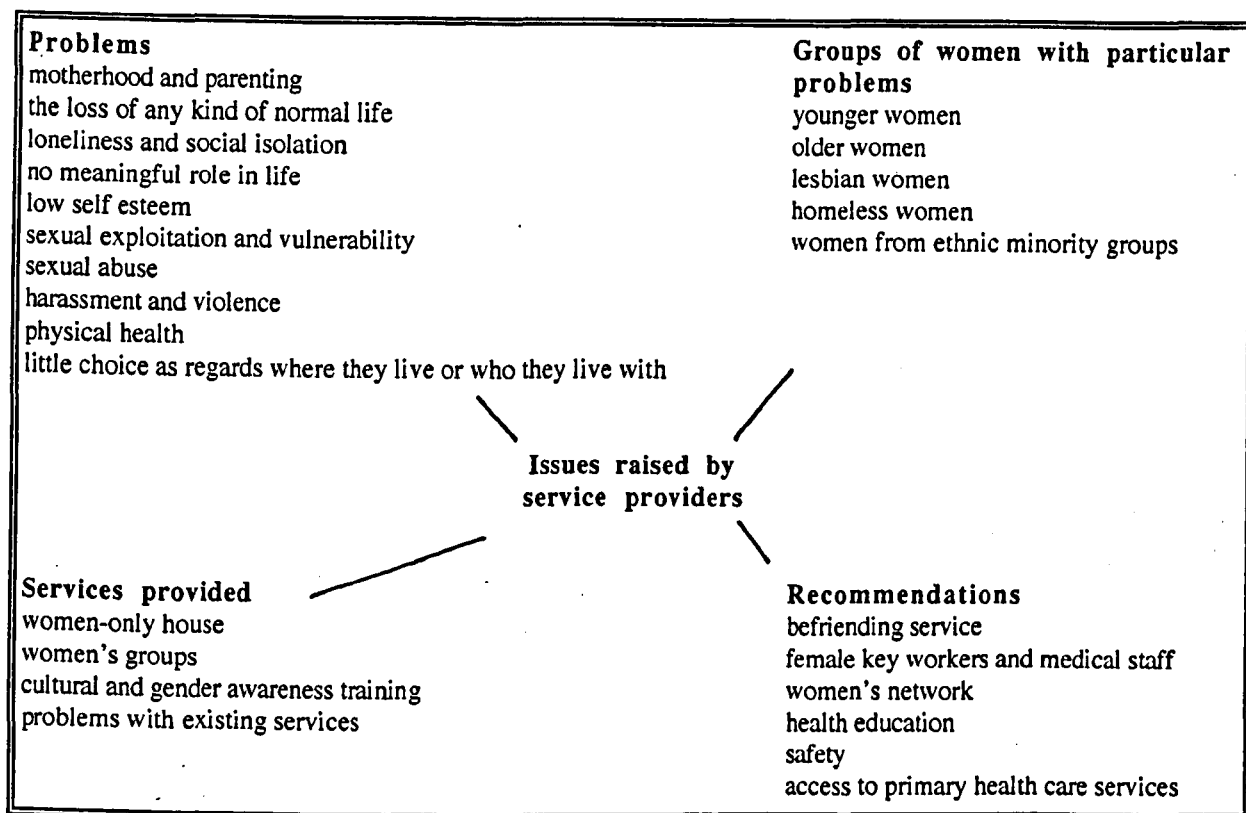 Problems
motherhood and parenting
the loss of any kind of normal life
loneliness and social isolation
no meaningful role in life
low self esteem
sexual exploitation and vulnerability
sexual abuse
harassment and violence
physical health
little choice as regards where they live or who they live with
Groups of women with particular
problems
younger women
older women
lesbian women
homeless women
women from ethnic minority groups
Issues raised by
service providers
Services provided
women-only house
women's groups
cultural and gender awareness training
problems with existing services
Recommendations
befriending service
female key workers and medical staff
women's network
health education
safety
access to primary health care services